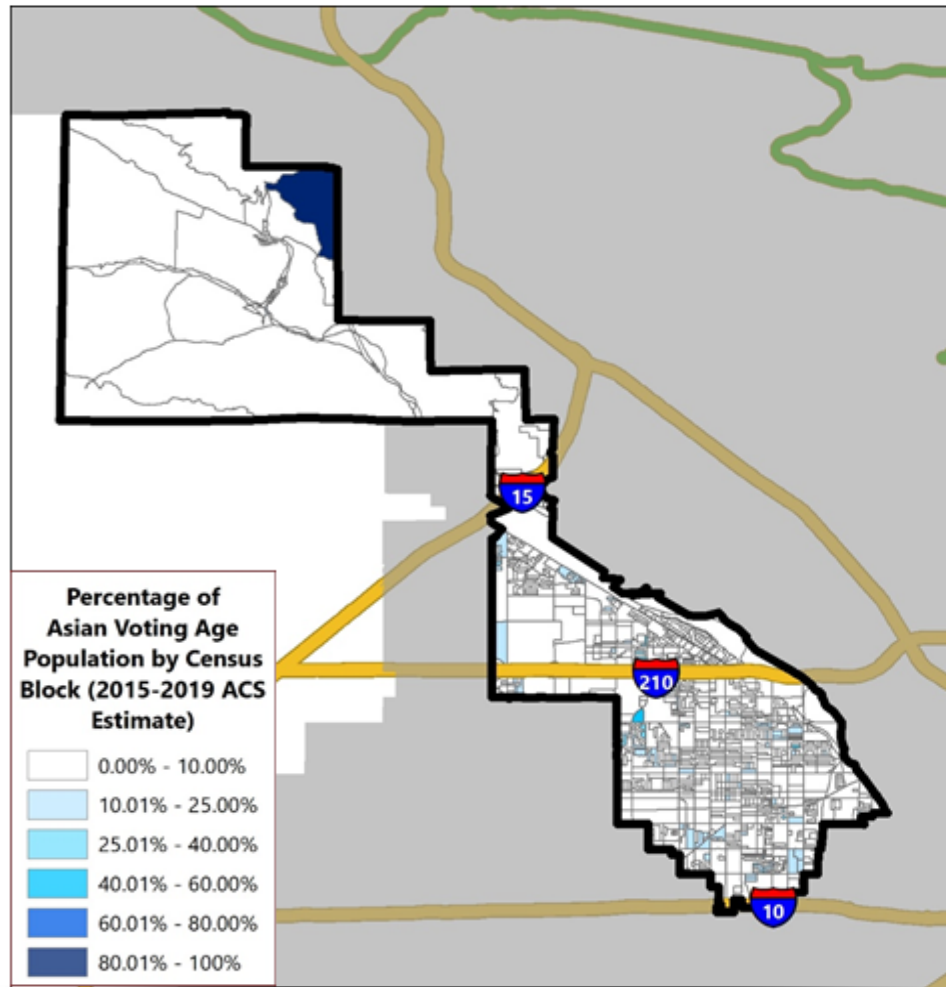 15
Percentage of
Asian Voting Age
Population by Census
Block (2015-2019 ACS
Estimate)
210
0.00% - 10.00%
10.01% - 25.00%
25.01% - 40.00%
40.01% - 60.00%
60.01% - 80.00%
80.01% - 100%
10